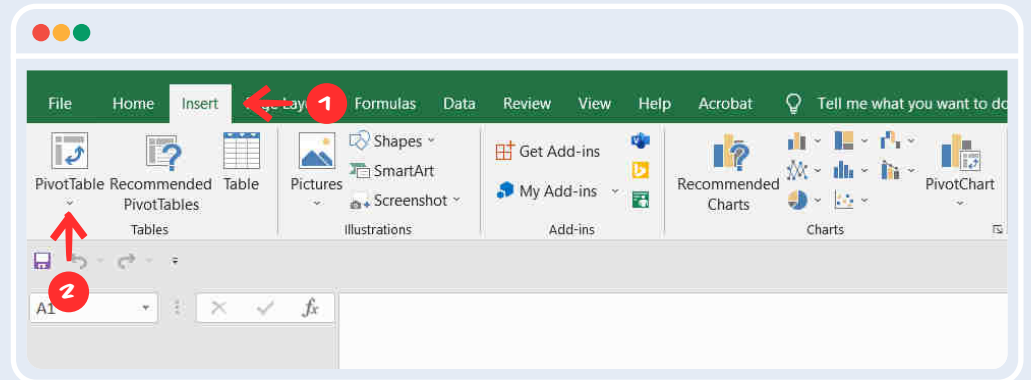 File Home Insert Page Layout Formulas Data Review View Help Acrobat Tell me what you want to do
1
PivotTable Recommended PivotTables Table
Pictures
Shapes
SmartArt
Screenshot
Get Add-ins
My Add-ins
Recommended Charts
PivotChart
Tables Illustrations Add-ins Charts
2
A1 fx